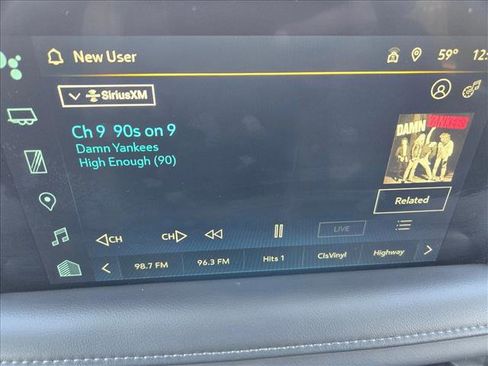 New User
59° 12:
SiriusXM
Ch 9 90s on 9
Damn Yankees
High Enough (90)
DAMN YANKEES
Related
CH CH LIVE
98.7 FM 96.3 FM Hits 1 ClsVinyl Highway